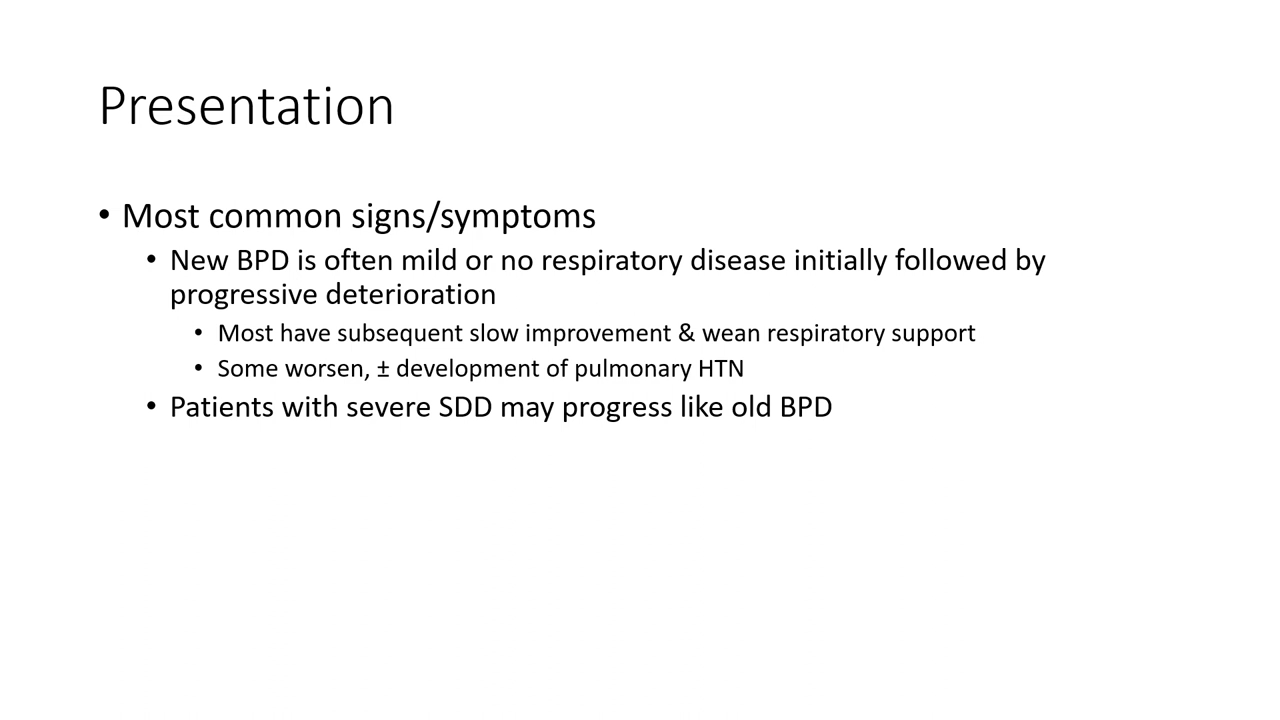 Presentation
• Most common signs/symptoms
• New BPD is often mild or no respiratory disease initially followed by
progressive deterioration
• Most have subsequent slow improvement & wean respiratory support
• Some worsen, ± development of pulmonary HTN
• Patients with severe SDD may progress like old BPD